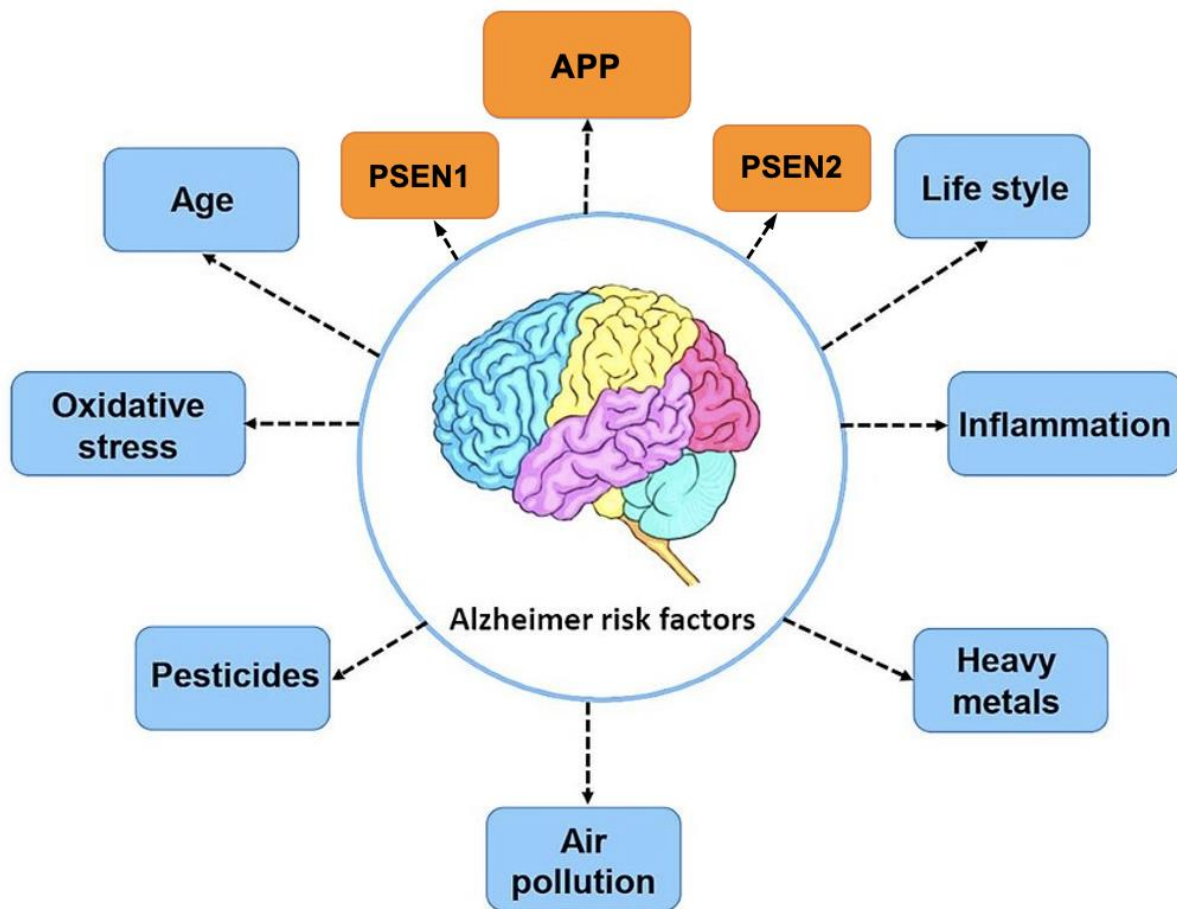 APP
PSEN1
PSEN2
Age
Life style
Oxidative
stress
Inflammation
Alzheimer risk factors
Pesticides
Heavy
metals
Air
pollution